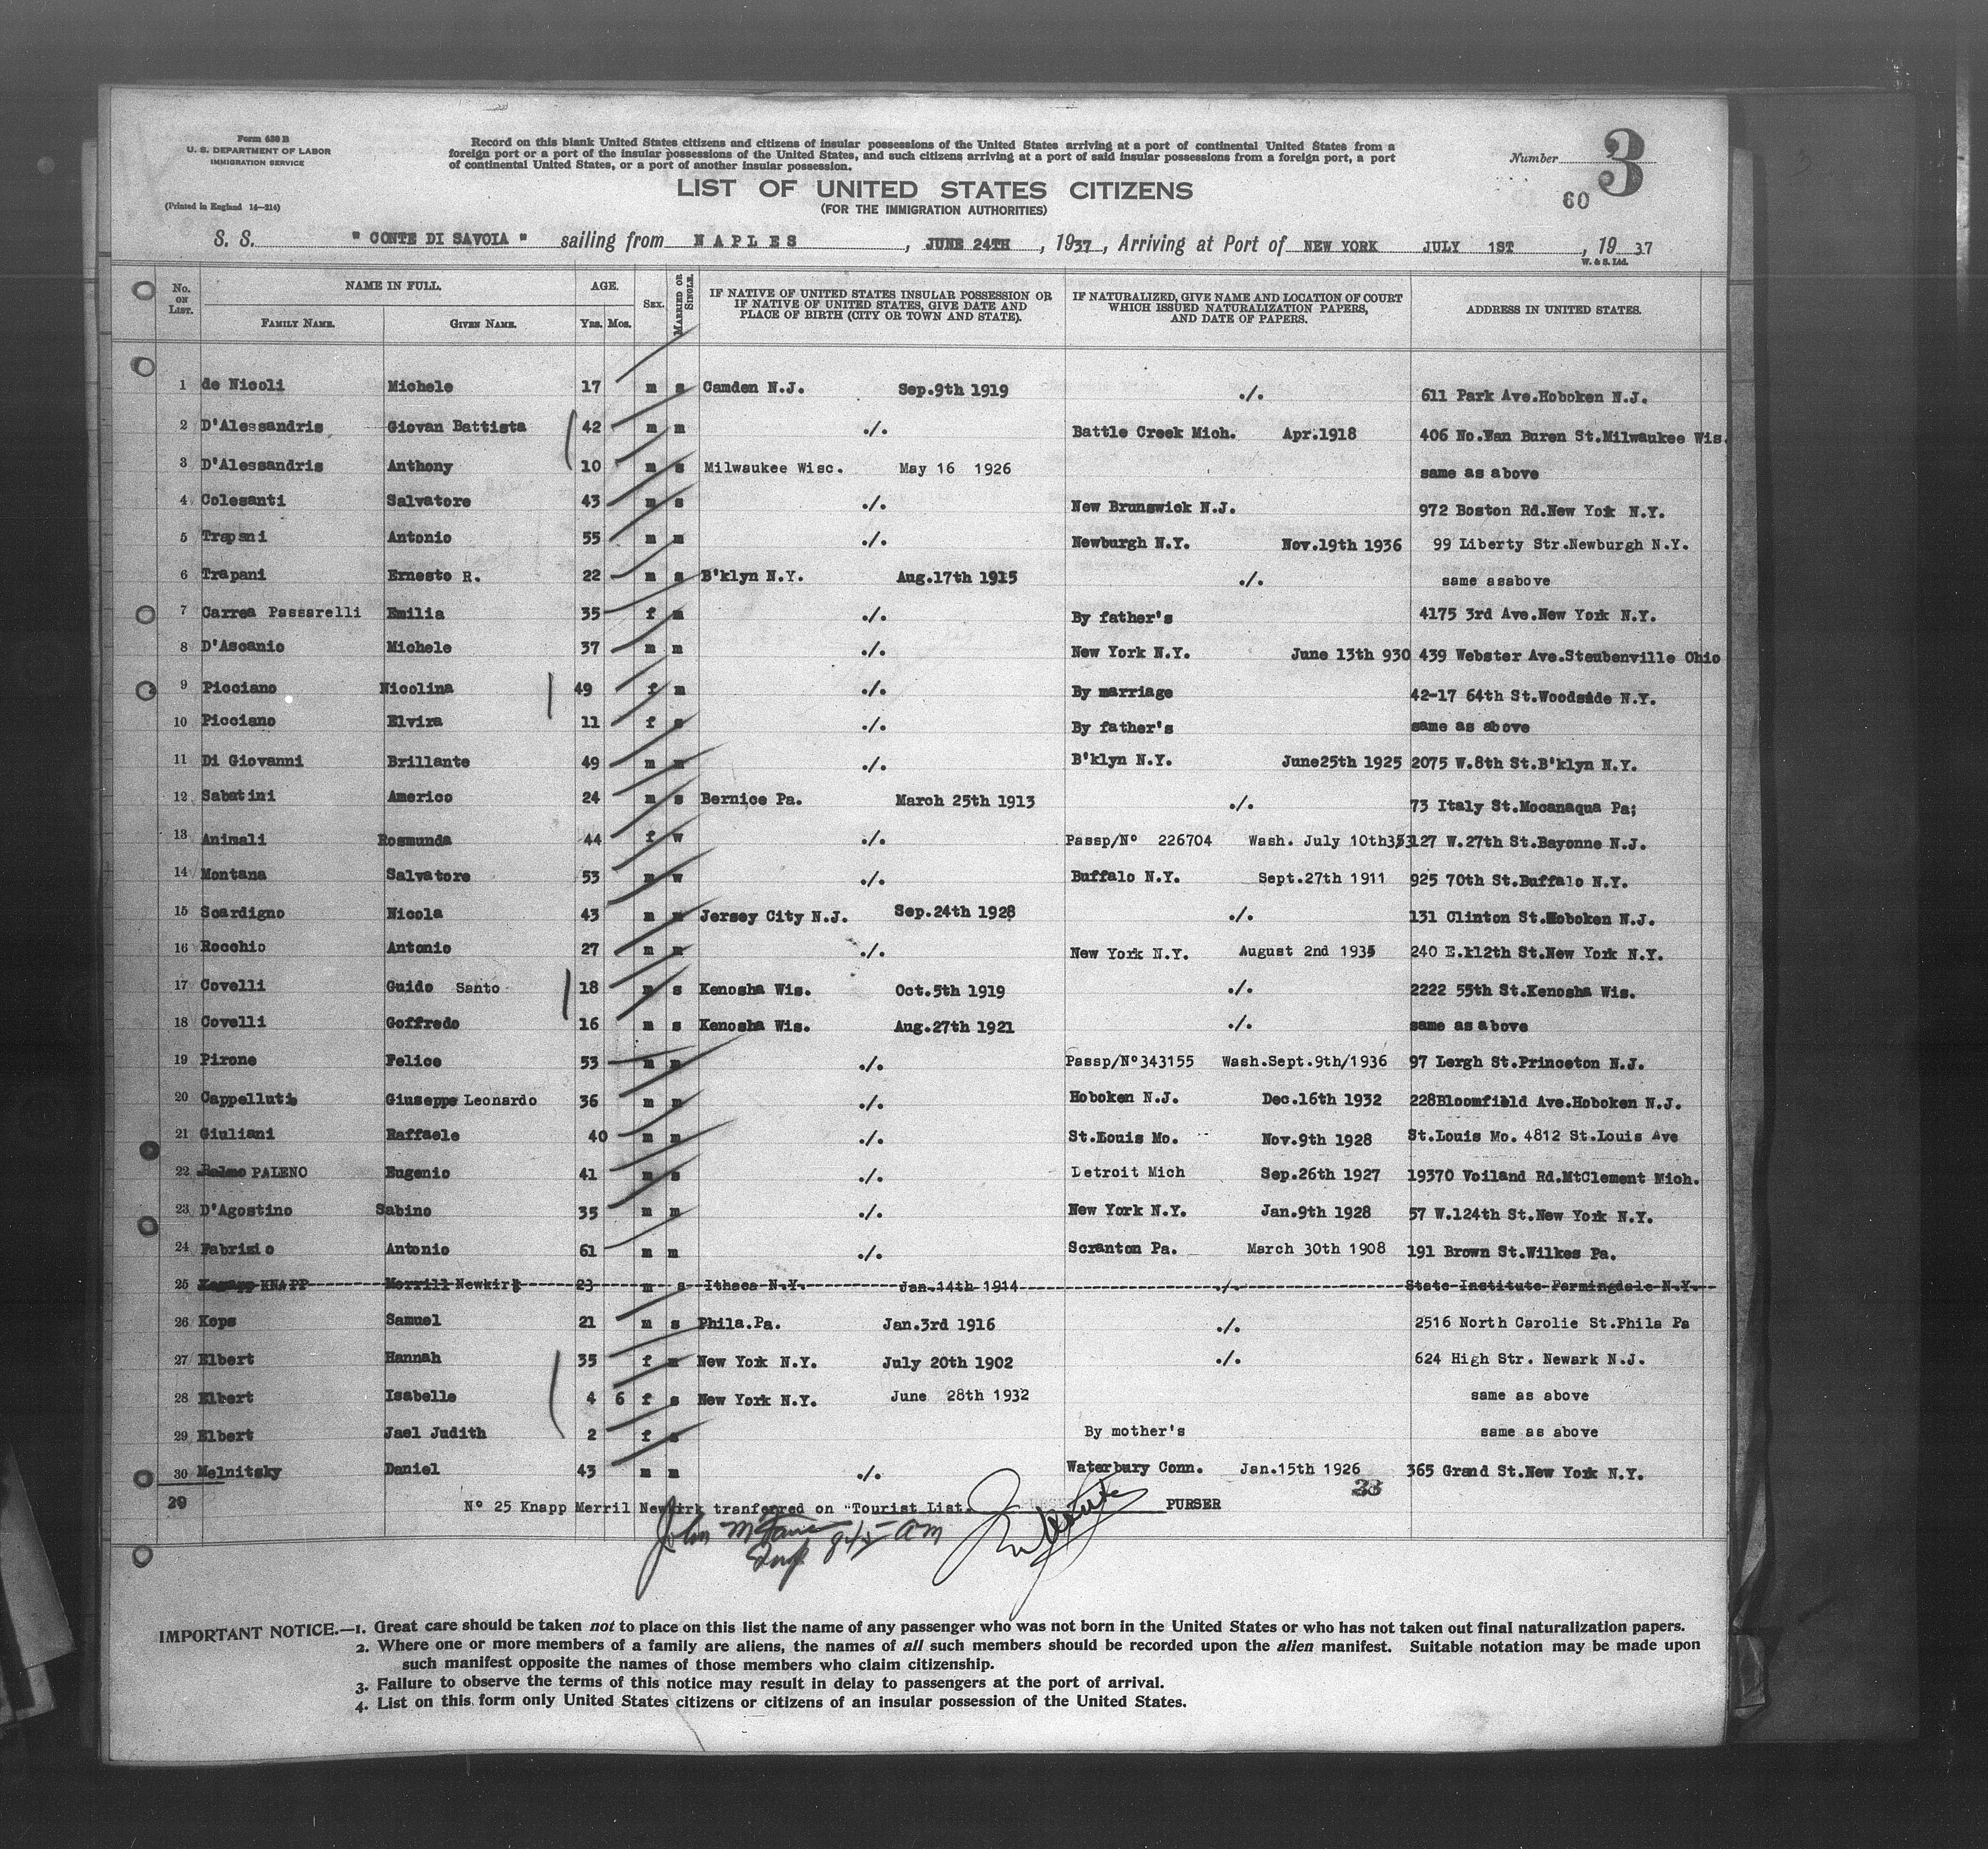 Form 630 B
U. S. DEPARTMENT OF LABOR
IMMIGRATION SERVICE
(Printed in England 14—214)
Record on this blank United States citizens and citizens of insular possessions of the United States arriving at a port of continental United States from a
foreign port or a port of the insular possessions of the United States, and such citizens arriving at a port of said insular possessions from a foreign port, a port
of continental United States, or a port of another insular possession.
Number 3
60
LIST OF UNITED STATES CITIZENS
(FOR THE IMMIGRATION AUTHORITIES)
S. S. " CONTE DI SAVOIA " sailing from NAPLES, JUNE 24TH, 1937, Arriving at Port of NEW YORK JULY 1ST, 19 37
W. & S. Ltd.
No. ON LIST. NAME IN FULL. FAMILY NAME. GIVEN NAME. AGE. Yrs. Mos. SEX. MARRIED OR SINGLE. IF NATIVE OF UNITED STATES INSULAR POSSESSION OR IF NATIVE OF UNITED STATES, GIVE DATE AND PLACE OF BIRTH (CITY OR TOWN AND STATE). IF NATURALIZED, GIVE NAME AND LOCATION OF COURT WHICH ISSUED NATURALIZATION PAPERS, AND DATE OF PAPERS. ADDRESS IN UNITED STATES.
1 de Nicoli Michele 17 m s Camden N.J. Sep.9th 1919 ./. 611 Park Ave.Hoboken N.J.
2 D'Alessandris Giovan Battista 42 m m ./. Battle Creek Mich. Apr.1918 406 No.Van Buren St.Milwaukee Wis.
3 D'Alessandris Anthony 10 m s Milwaukee Wisc. May 16 1926 same as above
4 Colesanti Salvatore 43 m s ./. New Brunswick N.J. 972 Boston Rd.New Yok N.Y.
5 Trapani Antonio 55 m m ./. Newburgh N.Y. Nov.19th 1936 99 Liberty Str.Newburgh N.Y.
6 Trapani Ernesto R. 22 m s B'klyn N.Y. Aug.17th 1915 ./. same asabove
7 Carrea Passarelli Emilia 35 f m ./. By father's 4175 3rd Ave.New York N.Y.
8 D'Ascanio Michele 37 m m ./. New York N.Y. June 13th 930 439 Webster Ave.Steubenville Ohio
9 Picciano Nicolina 49 f m ./. By marriage 42-17 64th St.Woodside N.Y.
10 Picciano Elvira 11 f s ./. By father's same as above
11 Di Giovanni Brillante 49 m m ./. B'klyn N.Y. June25th 1925 2075 W.8th St.B'klyn N.Y.
12 Sabatini Americo 24 m s Bernice Pa. March 25th 1913 ./. 73 Italy St.Mocanaqua Pa;
13 Animali Rosmunda 44 f w ./. Passp/Nº 226704 Wash. July 10th 127 W.27th St.Bayonne N.J.
14 Montana Salvatore 53 m w ./. Buffalo N.Y. Sept.27th 1911 925 70th St.Buffalo N.Y.
15 Scardigno Nicola 43 m m Jersey City N.J. Sep.24th 1928 ./. 131 Clinton St.Hoboken N.J.
16 Rocchio Antonio 27 m m ./. New York N.Y. August 2nd 1935 240 E.112th St.New York N.Y.
17 Covelli Guido Santo 18 m s Kenosha Wis. Oct.5th 1919 ./. 2222 55th St.Kenosha Wis.
18 Covelli Goffredo 16 m s Kenosha Wis. Aug.27th 1921 ./. same as above
19 Pirone Felice 53 m m ./. Passp/Nº343155 Wash.Sept.9th/1936 97 Lergh St.Princeton N.J.
20 Cappelluti Giuseppe Leonardo 36 m m ./. Hoboken N.J. Dec.16th 1932 228Bloomfield Ave.Hoboken N.J.
21 Giuliani Raffaele 40 m m ./. St.Louis Mo. Nov.9th 1928 St.Louis Mo. 4812 St.Louis Ave
22 PALENO Eugenio 41 m s ./. Detroit Mich Sep.26th 1927 19370 Voiland Rd.MtClement Mich.
23 D'Agostino Sabino 35 m m ./. New York N.Y. Jan.9th 1928 57 W.124th St.New York N.Y.
24 Fabrizio Antonio 61 m m ./. Scranton Pa. March 30th 1908 191 Brown St.Wilkes Pa.
25 KNAPP Merrill Newkirk 23 m s Ithaca N.Y. Jan.14th 1914 ./. State Institute Farmingdale N.Y.
26 Kops Samuel 21 m s Phila.Pa. Jan.3rd 1916 ./. 2516 North Carolie St.Phila Pa
27 Elbert Hannah 35 f m New York N.Y. July 20th 1902 ./. 624 High Str. Newark N.J.
28 Elbert Isabelle 4 6 f s New York N.Y. June 28th 1932 same as above
29 Elbert Jael Judith 2 f s By mother's same as above
30 Melnitsky Daniel 43 m m ./. Waterbury Conn. Jan.15th 1926 365 Grand St.New York N.Y.
29 Nº 25 Knapp Merril Newkirk tranferred on "Tourist List. PURSER
IMPORTANT NOTICE.—1. Great care should be taken not to place on this list the name of any passenger who was not born in the United States or who has not taken out final naturalization papers.
2. Where one or more members of a family are aliens, the names of all such members should be recorded upon the alien manifest. Suitable notation may be made upon
such manifest opposite the names of those members who claim citizenship.
3. Failure to observe the terms of this notice may result in delay to passengers at the port of arrival.
4. List on this form only United States citizens or citizens of an insular possession of the United States.